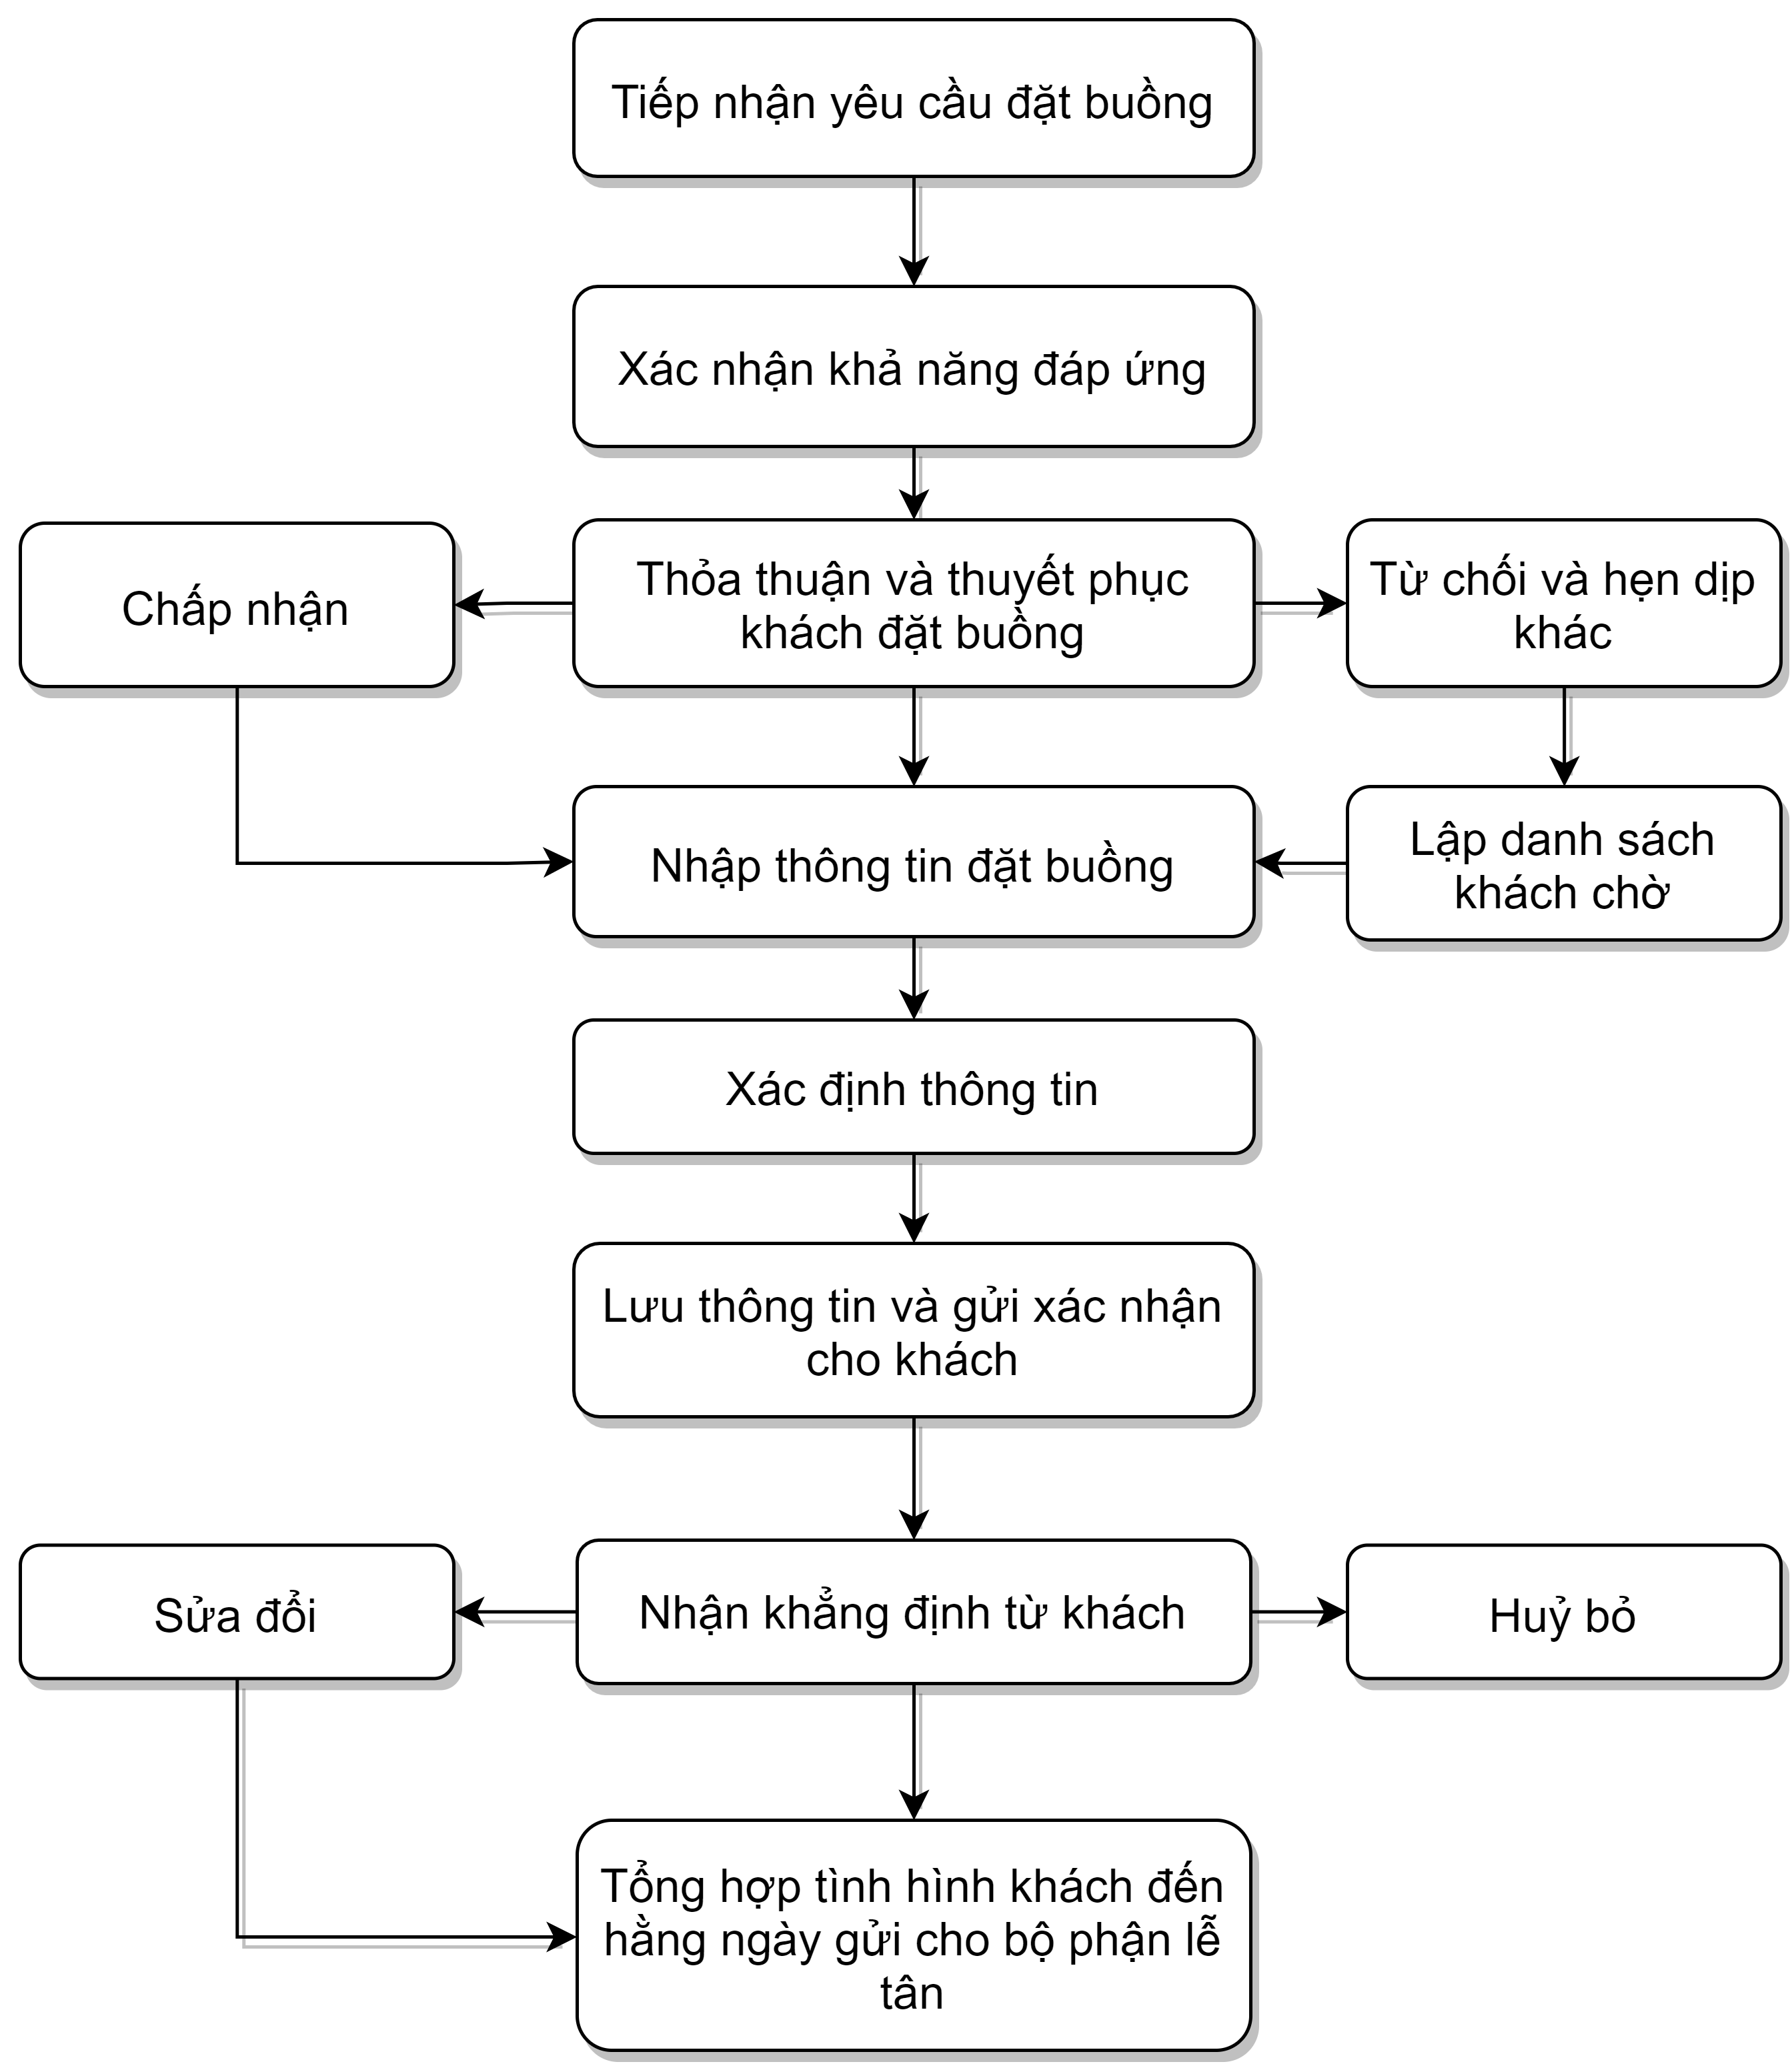 Tiếp nhận yêu cầu đặt buồng
Xác nhận khả năng đáp ứng
Chấp nhận
Thỏa thuận và thuyết phục
khách đặt buồng
Từ chối và hẹn dịp
khác
Nhập thông tin đặt buồng
Lập danh sách
khách chờ
Xác định thông tin
Lưu thông tin và gửi xác nhận
cho khách
Sửa đổi
Nhận khẳng định từ khách
Huỷ bỏ
Tổng hợp tình hình khách đến
hằng ngày gửi cho bộ phận lễ
tân